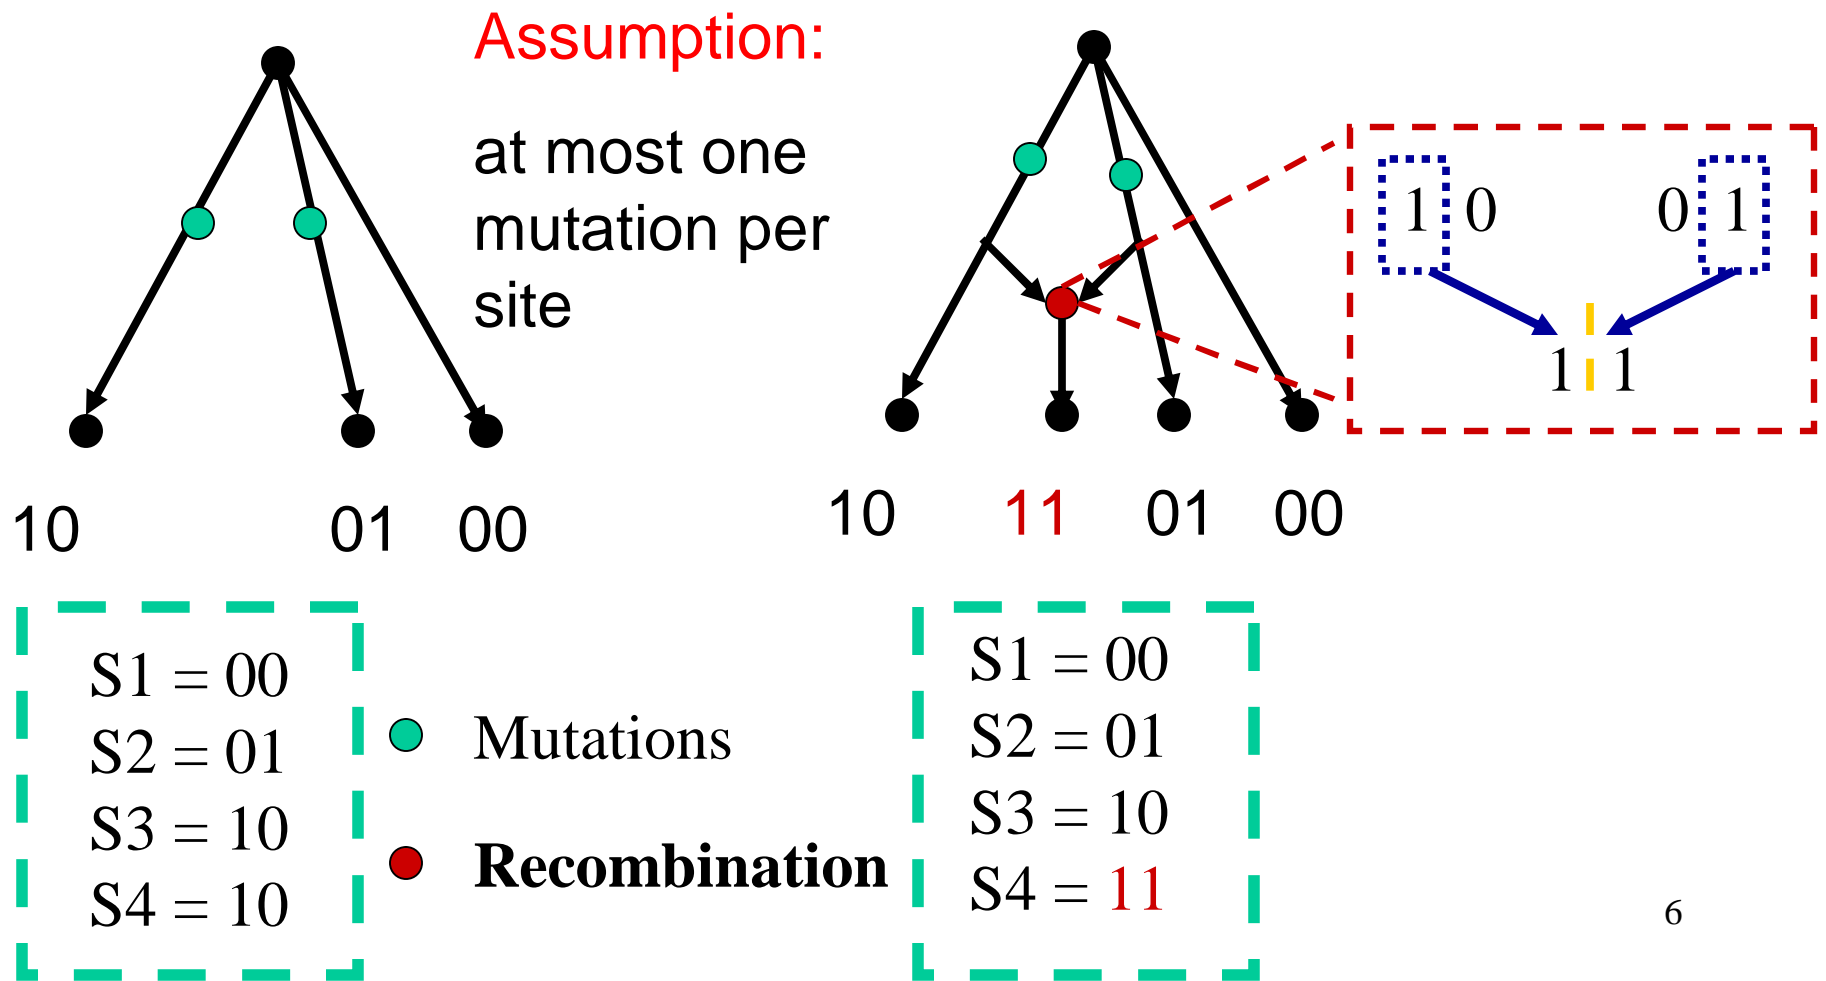 Assumption:
at most one
mutation per
site
10 01 00
S1 = 00
S2 = 01
S3 = 10
S4 = 10
Mutations
Recombination
1 0 0 1
1 1
10 11 01 00
S1 = 00
S2 = 01
S3 = 10
S4 = 11
6